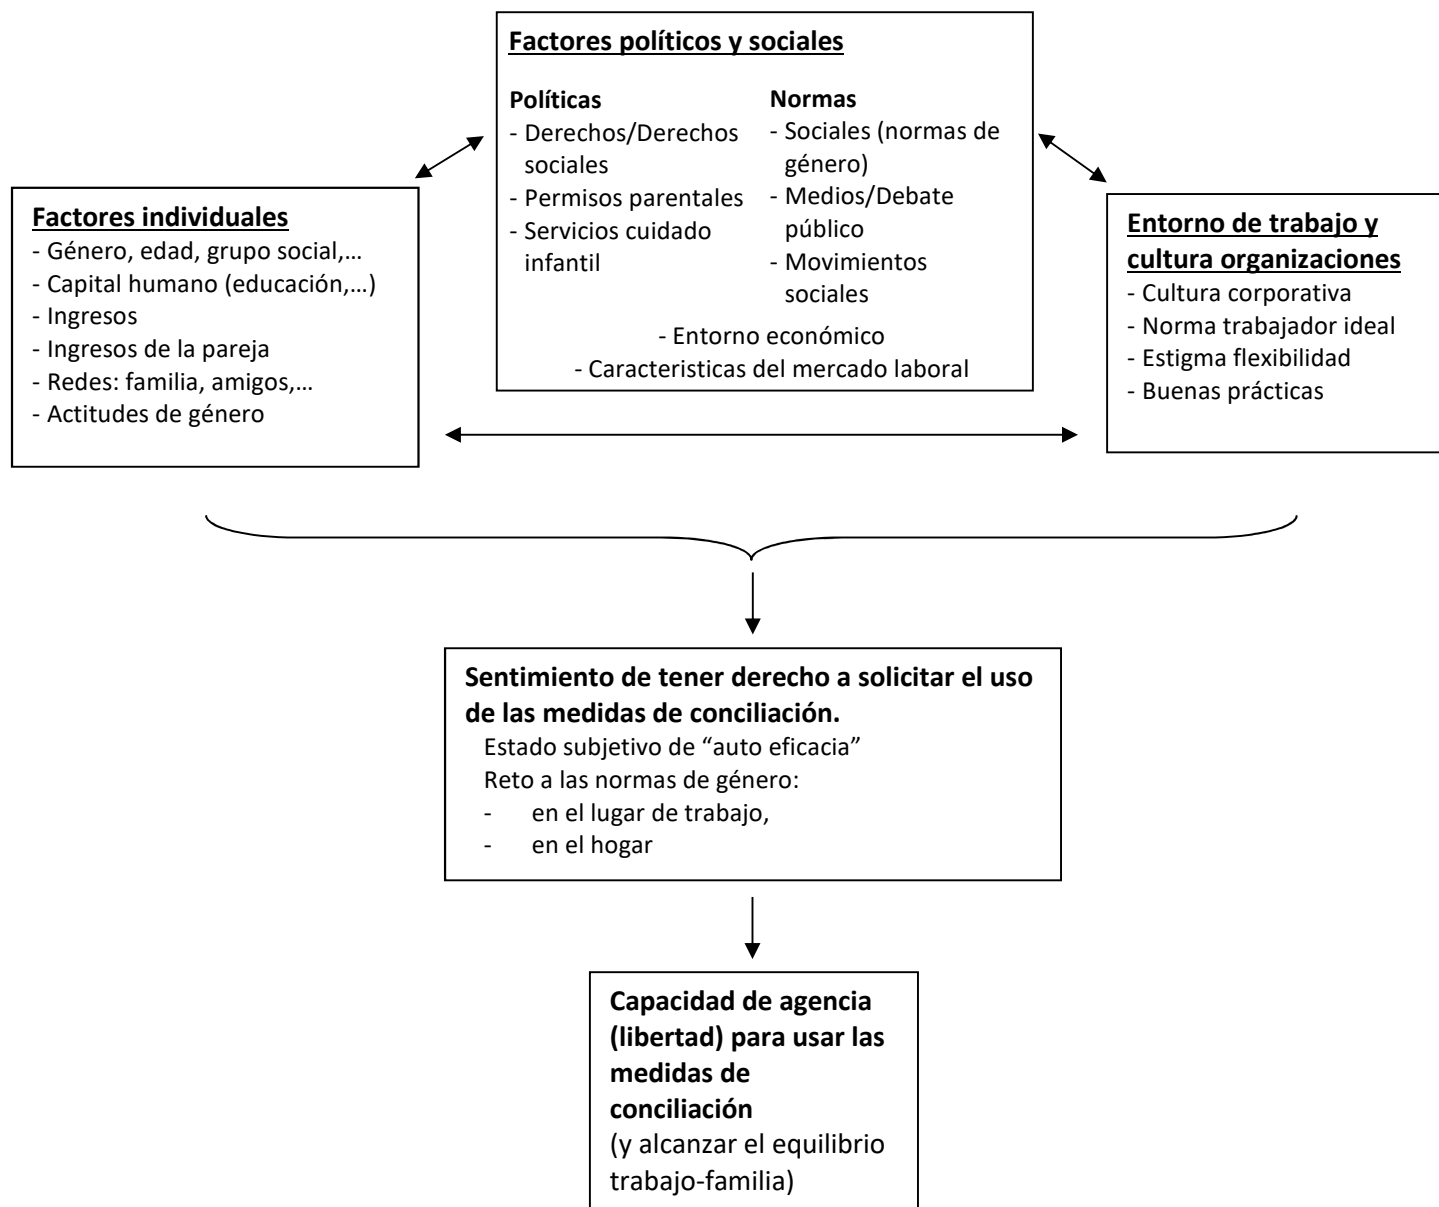 Factores políticos y sociales
Políticas
- Derechos/Derechos
sociales
- Permisos parentales
- Servicios cuidado
infantil
Normas
- Sociales (normas de
género)
- Medios/Debate
público
- Movimientos
sociales
- Entorno económico
- Caracteristicas del mercado laboral
Factores individuales
- Género, edad, grupo social,...
- Capital humano (educación,...)
- Ingresos
- Ingresos de la pareja
- Redes: familia, amigos,...
- Actitudes de género
Entorno de trabajo y
cultura organizaciones
- Cultura corporativa
- Norma trabajador ideal
- Estigma flexibilidad
- Buenas prácticas
Sentimiento de tener derecho a solicitar el uso
de las medidas de conciliación.
Estado subjetivo de “auto eficacia”
Reto a las normas de género:
- en el lugar de trabajo,
- en el hogar
Capacidad de agencia
(libertad) para usar las
medidas de
conciliación
(y alcanzar el equilibrio
trabajo-familia)